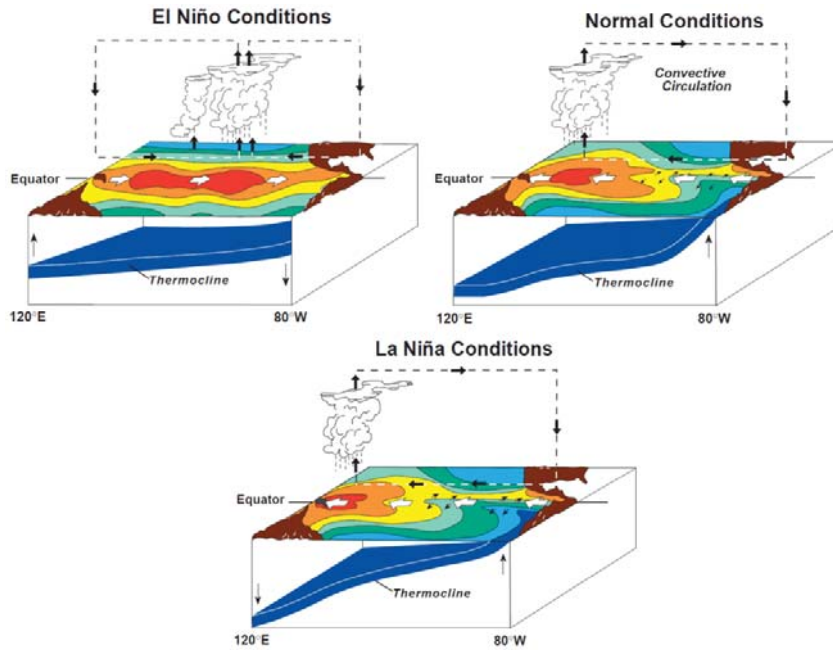 El Niño Conditions
Equator
Thermocline
120°E
80°W
Normal Conditions
Convective
Circulation
Equator
Thermocline
120°E
80°W
La Niña Conditions
Equator
Thermocline
120°E
80°W